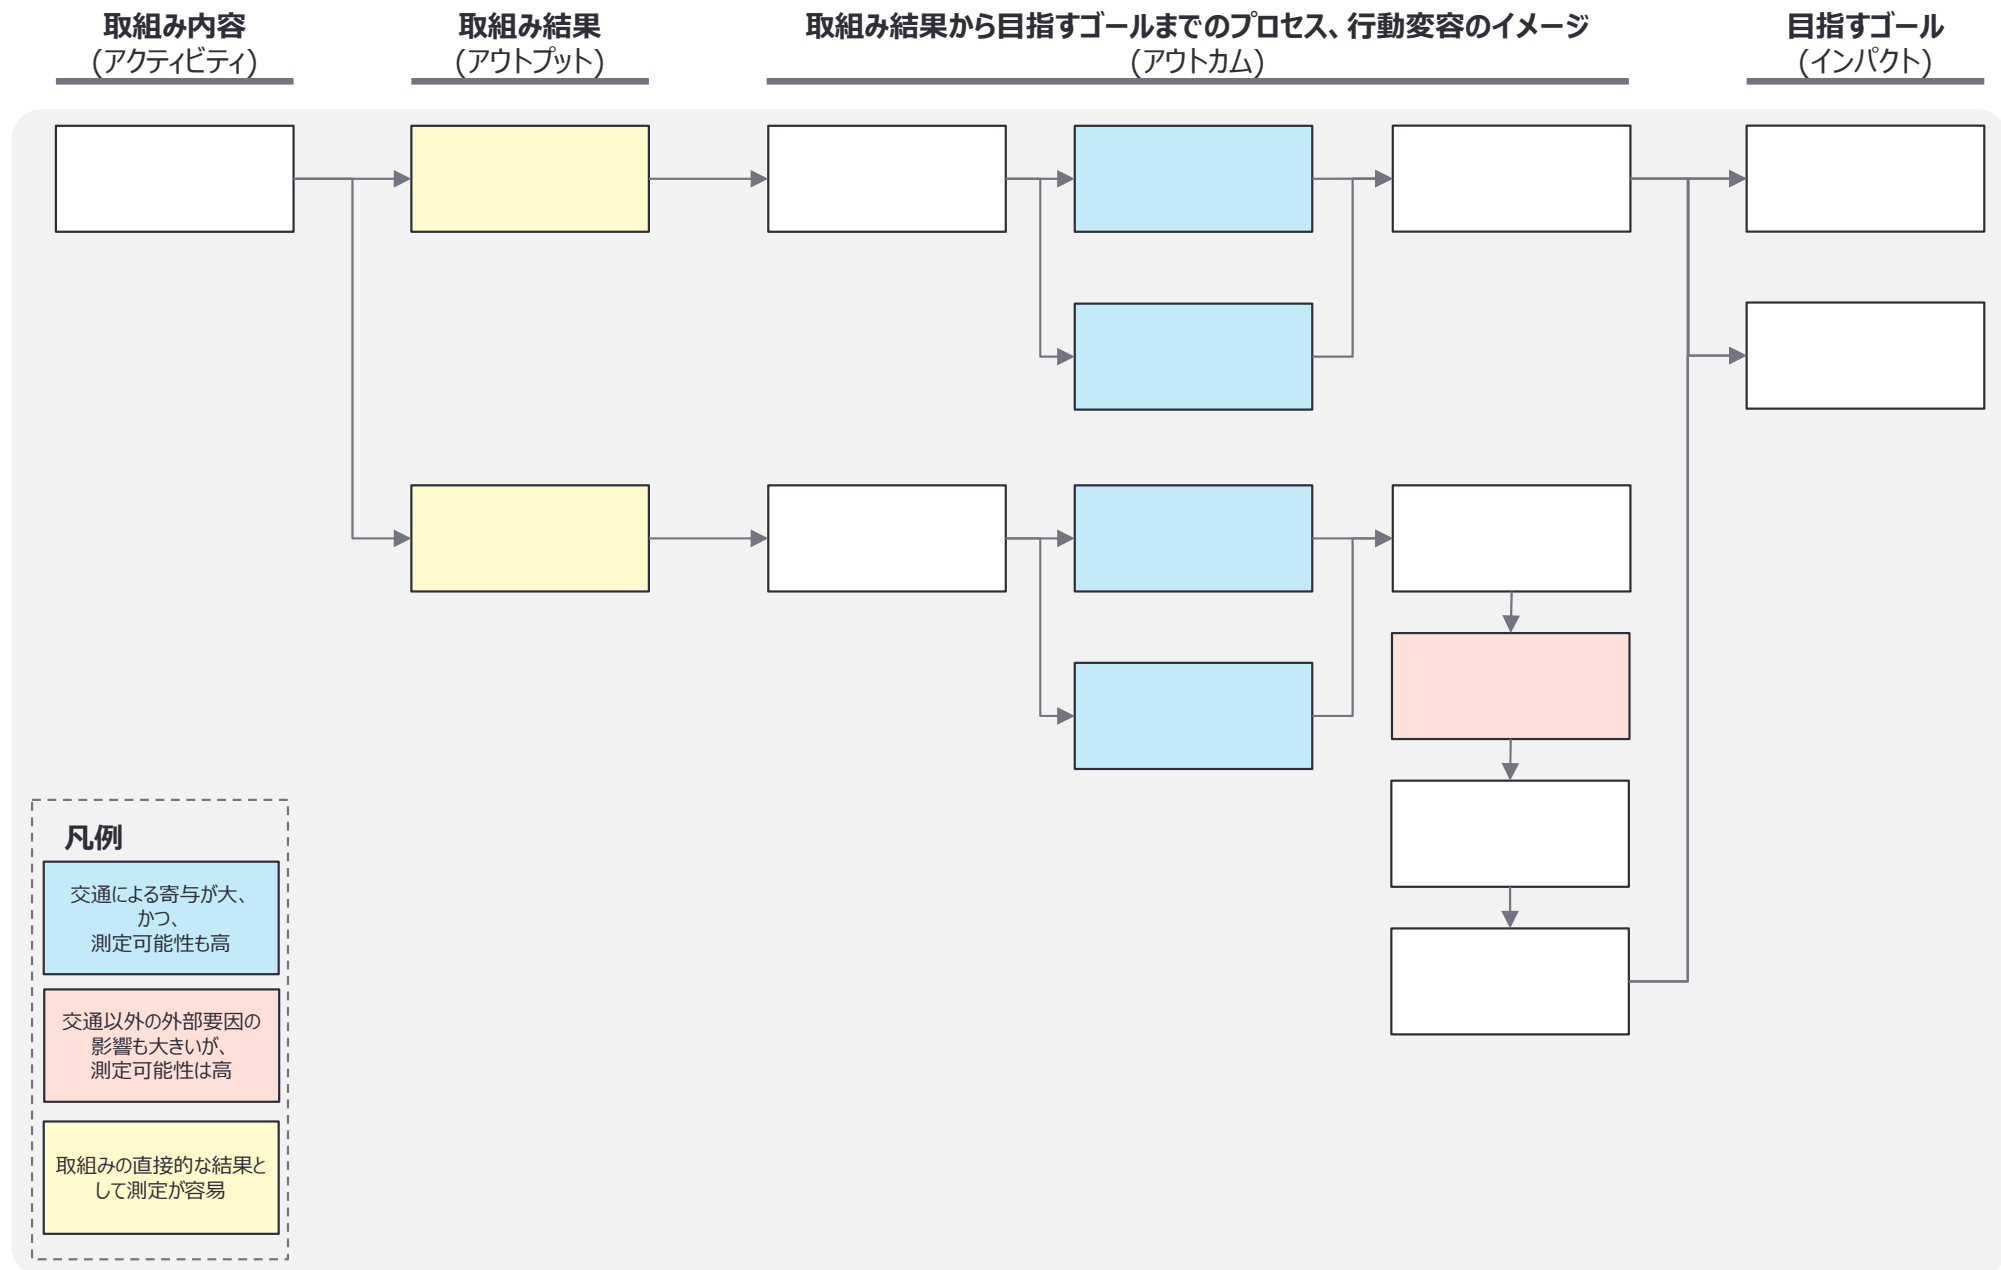 取組み内容
(アクティビティ)
取組み結果
(アウトプット)
取組み結果から目指すゴールまでのプロセス、行動変容のイメージ
(アウトカム)
目指すゴール
(インパクト)
凡例
交通による寄与が大、
かつ、
測定可能性も高
交通以外の外部要因の
影響も大きいが、
測定可能性は高
取組みの直接的な結果と
して測定が容易